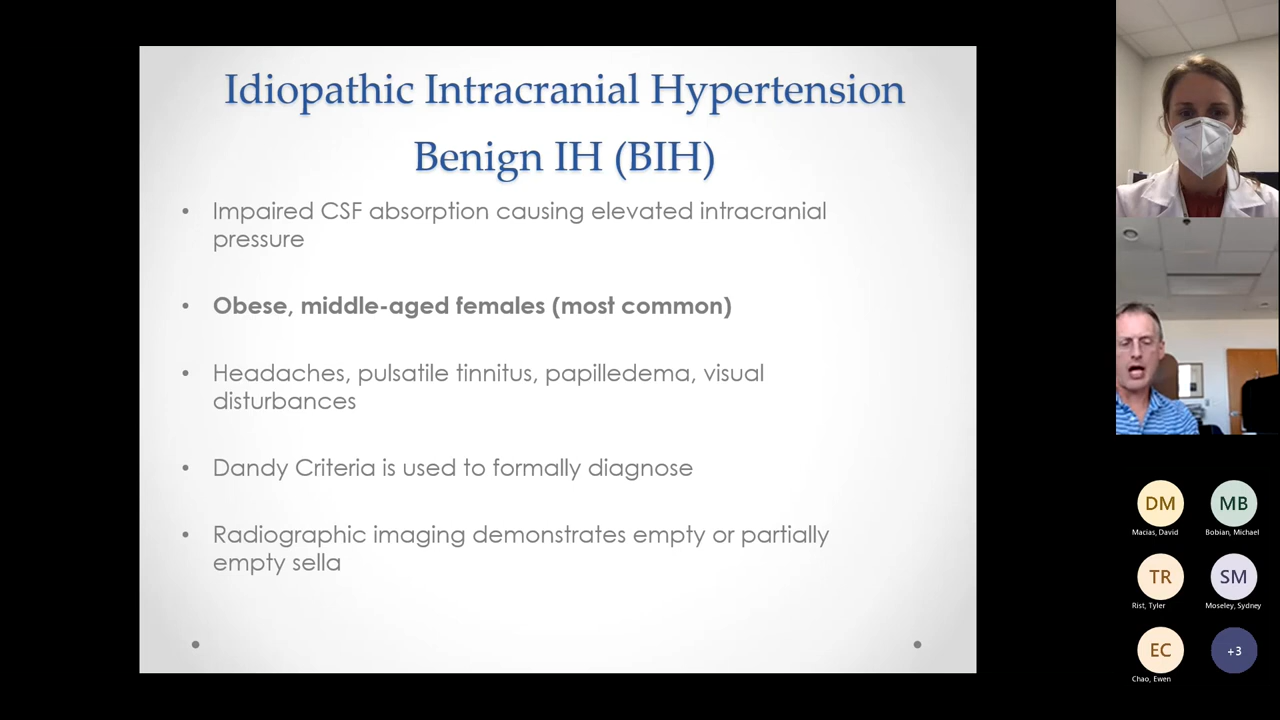 Idiopathic Intracranial Hypertension
Benign IH (BIH)
• Impaired CSF absorption causing elevated intracranial
pressure
• Obese, middle-aged females (most common)
• Headaches, pulsatile tinnitus, papilledema, visual
disturbances
• Dandy Criteria is used to formally diagnose
• Radiographic imaging demonstrates empty or partially
empty sella
DM
Macias, David
MB
Bobian, Michael
TR
Rist, Tyler
SM
Moseley, Sydney
EC
Chao, Ewen
+3